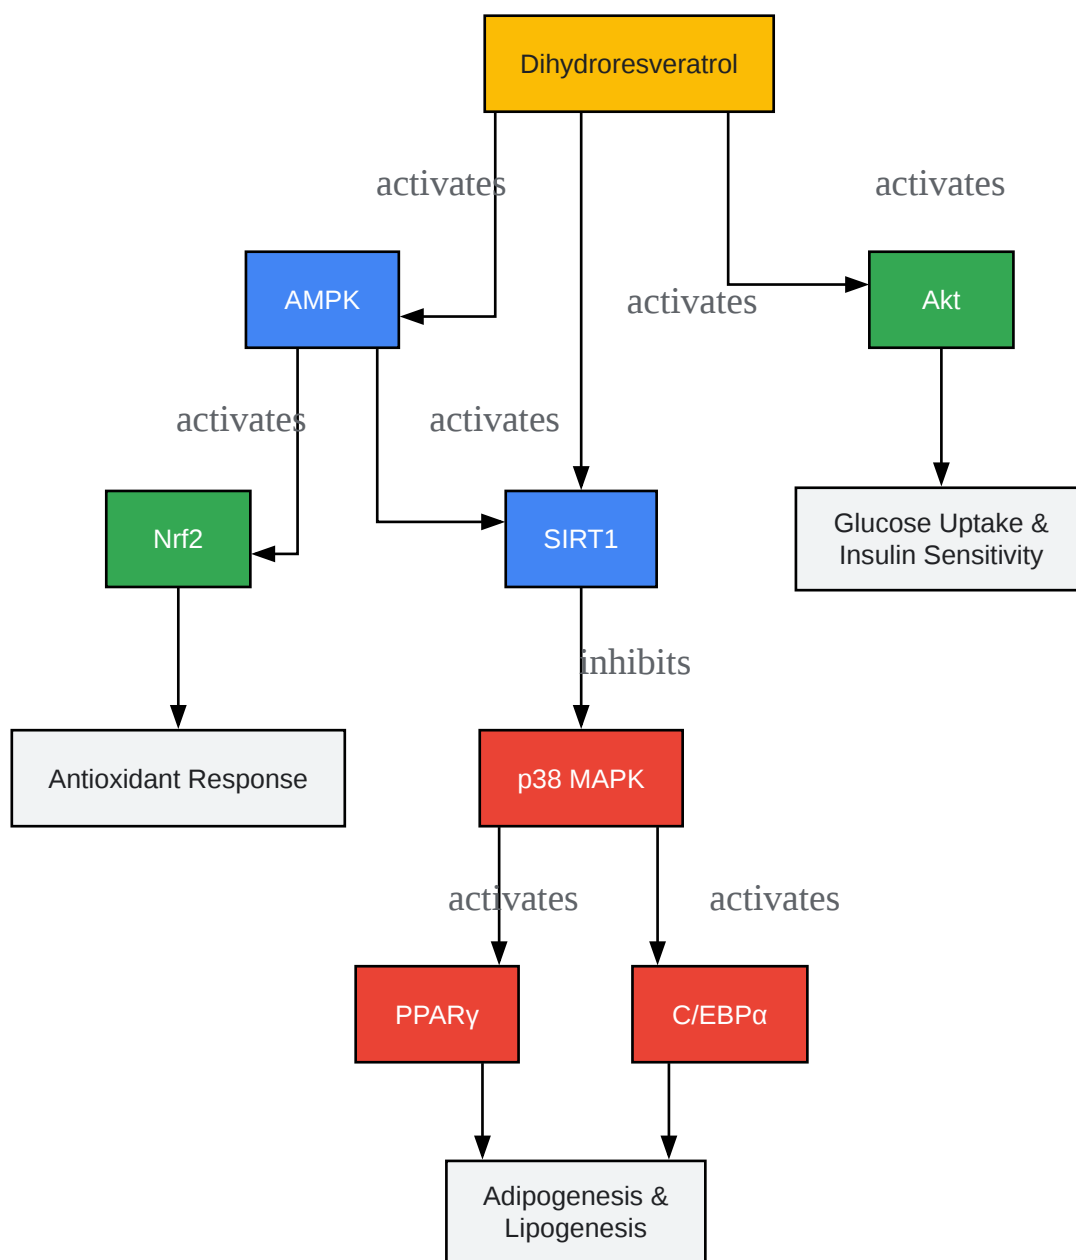 Dihydroresveratrol
activates
activates
AMPK
activates
Akt
activates
activates
Nrf2
SIRT1
Glucose Uptake &
Insulin Sensitivity
inhibits
Antioxidant Response
p38 MAPK
activates
activates
PPARγ
C/EBPα
Adipogenesis &
Lipogenesis